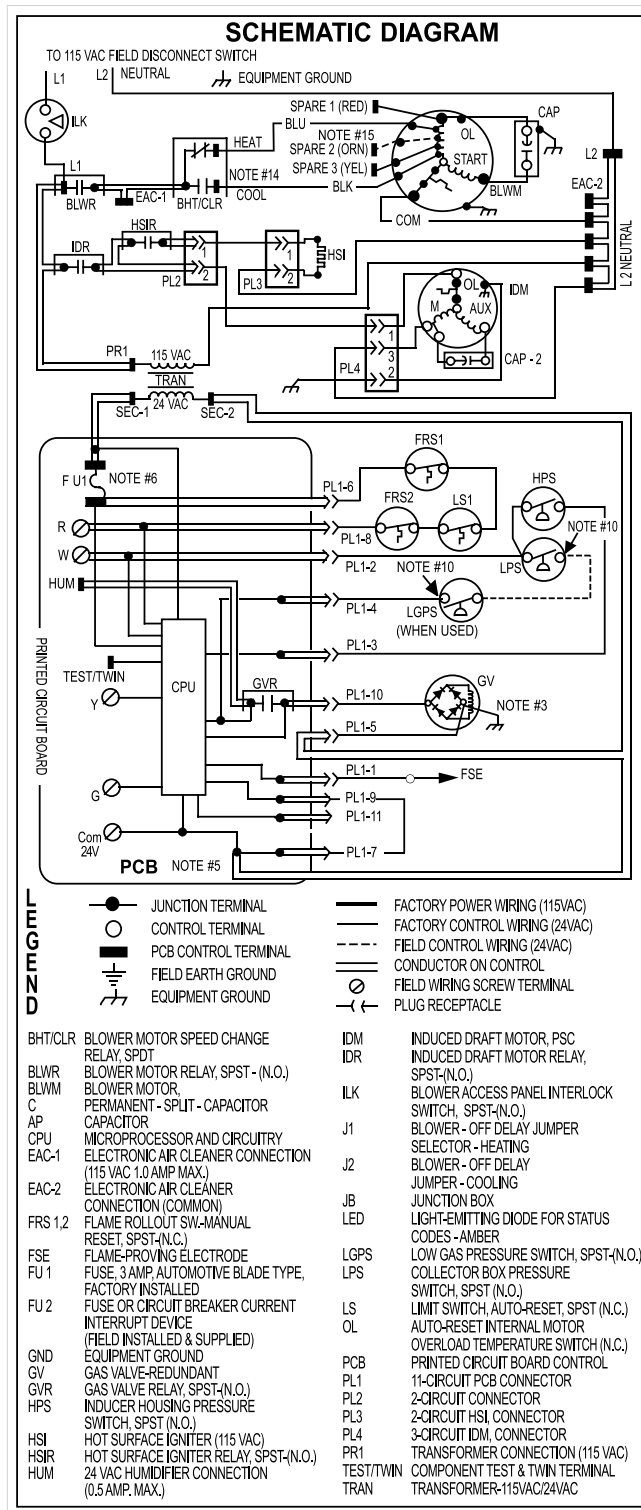 SCHEMATIC DIAGRAM
TO 115 VAC FIELD DISCONNECT SWITCH
L1
L2
NEUTRAL
EQUIPMENT GROUND
ILK
SPARE 1 (RED)
BLU
NOTE #15
SPARE 2 (ORN)
SPARE 3 (YEL)
BLK
OL
START
CAP
BLWM
COM
HEAT
NOTE #14
COOL
BHT/CLR
L1
BLWR
EAC-1
L2
EAC-2
L2 NEUTRAL
IDR
HSIR
1
2
PL2
1
2
PL3
HSI
OL
IDM
M
AUX
CAP - 2
1
3
2
PL4
PR1
115 VAC
TRAN
24 VAC
SEC-1
SEC-2
F U1
NOTE #6
R
W
HUM
TEST/TWIN
Y
G
Com
24V
PRINTED CIRCUIT BOARD
CPU
GVR
PCB
NOTE #5
PL1-6
FRS1
FRS2
LS1
HPS
PL1-8
NOTE #10
PL1-2
LPS
NOTE #10
PL1-4
LGPS
(WHEN USED)
PL1-3
GV
PL1-10
NOTE #3
PL1-5
PL1-1
FSE
PL1-9
PL1-11
PL1-7
LEGEND
JUNCTION TERMINAL
CONTROL TERMINAL
PCB CONTROL TERMINAL
FIELD EARTH GROUND
EQUIPMENT GROUND
FACTORY POWER WIRING (115VAC)
FACTORY CONTROL WIRING (24VAC)
FIELD CONTROL WIRING (24VAC)
CONDUCTOR ON CONTROL
FIELD WIRING SCREW TERMINAL
PLUG RECEPTACLE
BHT/CLR BLOWER MOTOR SPEED CHANGE
RELAY, SPDT
BLWR BLOWER MOTOR RELAY, SPST - (N.O.)
BLWM BLOWER MOTOR,
C PERMANENT - SPLIT - CAPACITOR
AP CAPACITOR
CPU MICROPROCESSOR AND CIRCUITRY
EAC-1 ELECTRONIC AIR CLEANER CONNECTION
(115 VAC 1.0 AMP MAX.)
EAC-2 ELECTRONIC AIR CLEANER
CONNECTION (COMMON)
FRS 1,2 FLAME ROLLOUT SW.-MANUAL
RESET, SPST-(N.C.)
FSE FLAME-PROVING ELECTRODE
FU 1 FUSE, 3 AMP, AUTOMOTIVE BLADE TYPE,
FACTORY INSTALLED
FU 2 FUSE OR CIRCUIT BREAKER CURRENT
INTERRUPT DEVICE
(FIELD INSTALLED & SUPPLIED)
GND EQUIPMENT GROUND
GV GAS VALVE-REDUNDANT
GVR GAS VALVE RELAY, SPST-(N.O.)
HPS INDUCER HOUSING PRESSURE
SWITCH, SPST (N.O.)
HSI HOT SURFACE IGNITER (115 VAC)
HSIR HOT SURFACE IGNITER RELAY, SPST-(N.O.)
HUM 24 VAC HUMIDIFIER CONNECTION
(0.5 AMP. MAX.)
IDM INDUCED DRAFT MOTOR, PSC
IDR INDUCED DRAFT MOTOR RELAY,
SPST-(N.O.)
ILK BLOWER ACCESS PANEL INTERLOCK
SWITCH, SPST-(N.O.)
J1 BLOWER - OFF DELAY JUMPER
SELECTOR - HEATING
J2 BLOWER - OFF DELAY
JUMPER - COOLING
JB JUNCTION BOX
LED LIGHT-EMITTING DIODE FOR STATUS
CODES - AMBER
LGPS LOW GAS PRESSURE SWITCH, SPST-(N.O.)
LPS COLLECTOR BOX PRESSURE
SWITCH, SPST (N.O.)
LS LIMIT SWITCH, AUTO-RESET, SPST (N.C.)
OL AUTO-RESET INTERNAL MOTOR
OVERLOAD TEMPERATURE SWITCH (N.C.)
PCB PRINTED CIRCUIT BOARD CONTROL
PL1 11-CIRCUIT PCB CONNECTOR
PL2 2-CIRCUIT CONNECTOR
PL3 2-CIRCUIT HSI, CONNECTOR
PL4 3-CIRCUIT IDM, CONNECTOR
PR1 TRANSFORMER CONNECTION (115 VAC)
TEST/TWIN COMPONENT TEST & TWIN TERMINAL
TRAN TRANSFORMER-115VAC/24VAC